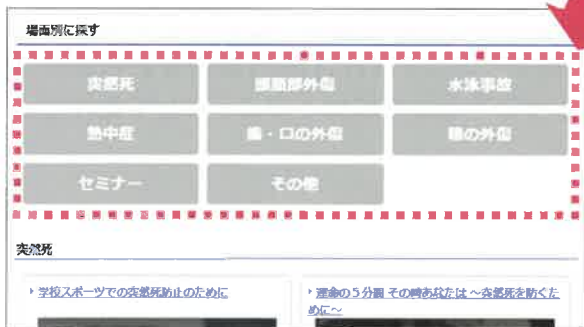 場面別に探す
突然死
頭頚部外傷
水泳事故
熱中症
歯・口の外傷
眼の外傷
セミナー
その他
突然死
学校スポーツでの突然死防止のために
運命の5分間 その時あなたは ～突然死を防ぐた
めに～